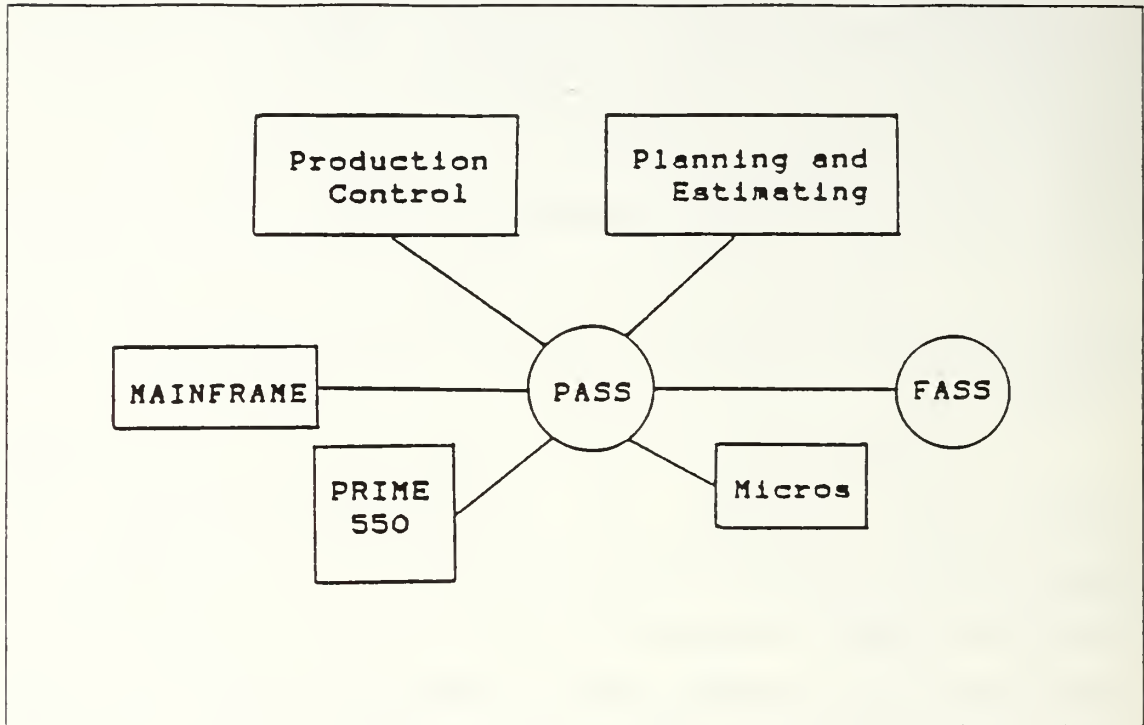 Production
Control
Planning and
Estimating
MAINFRAME
PASS
FASS
PRIME
550
Micros